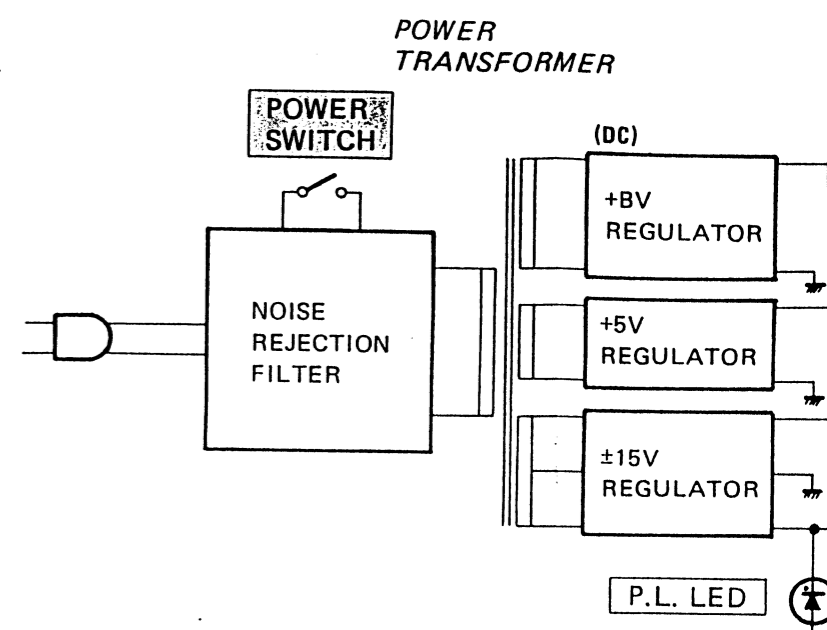 POWER
TRANSFORMER
POWER
SWITCH
(DC)
+BV
REGULATOR
NOISE
REJECTION
FILTER
+5V
REGULATOR
±15V
REGULATOR
P.L. LED